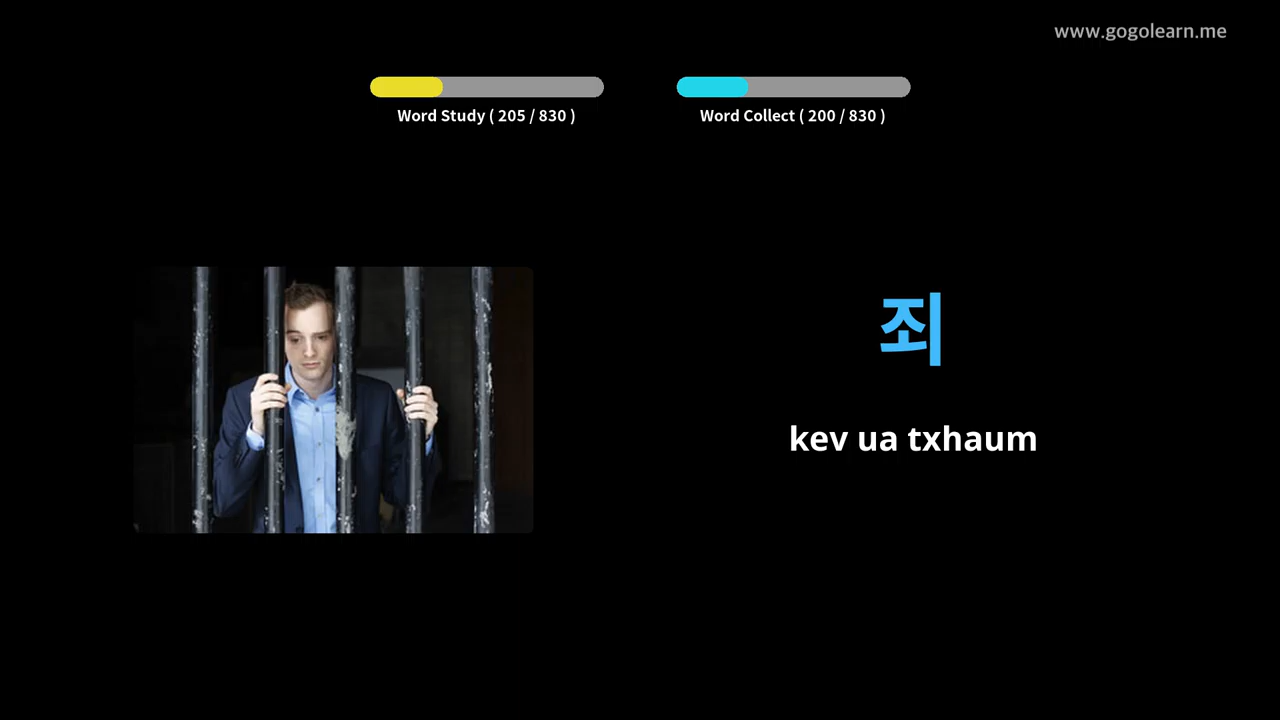 www.gogolearn.me
Word Study ( 205 / 830 )
Word Collect ( 200 / 830 )
죄
kev ua txhaum